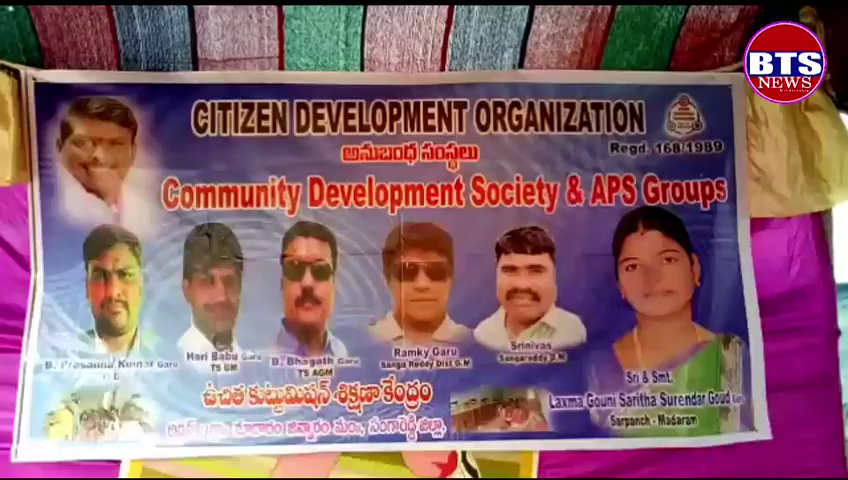 BTS
NEWS
CITIZEN DEVELOPMENT ORGANIZATION
అనుబంధ సంస్థలు
Regd. 168/1989
Community Development Society & APS Groups
B. Prasanna Kumar Garu
Hari Babu Garu
TS GM
B. Bhagath Garu
TS AGM
Ramky Garu
Sanga Reddy Dist G.M
Srinivas
Sangareddy D.M
Sri & Smt.
Laxma Gouni Saritha Surendar Goud
Sarpanch - Madaram
ఉచిత కుట్టుమిషన్ శిక్షణా కేంద్రం
మాదారం జిన్నారం మం., సంగారెడ్డి జిల్లా.